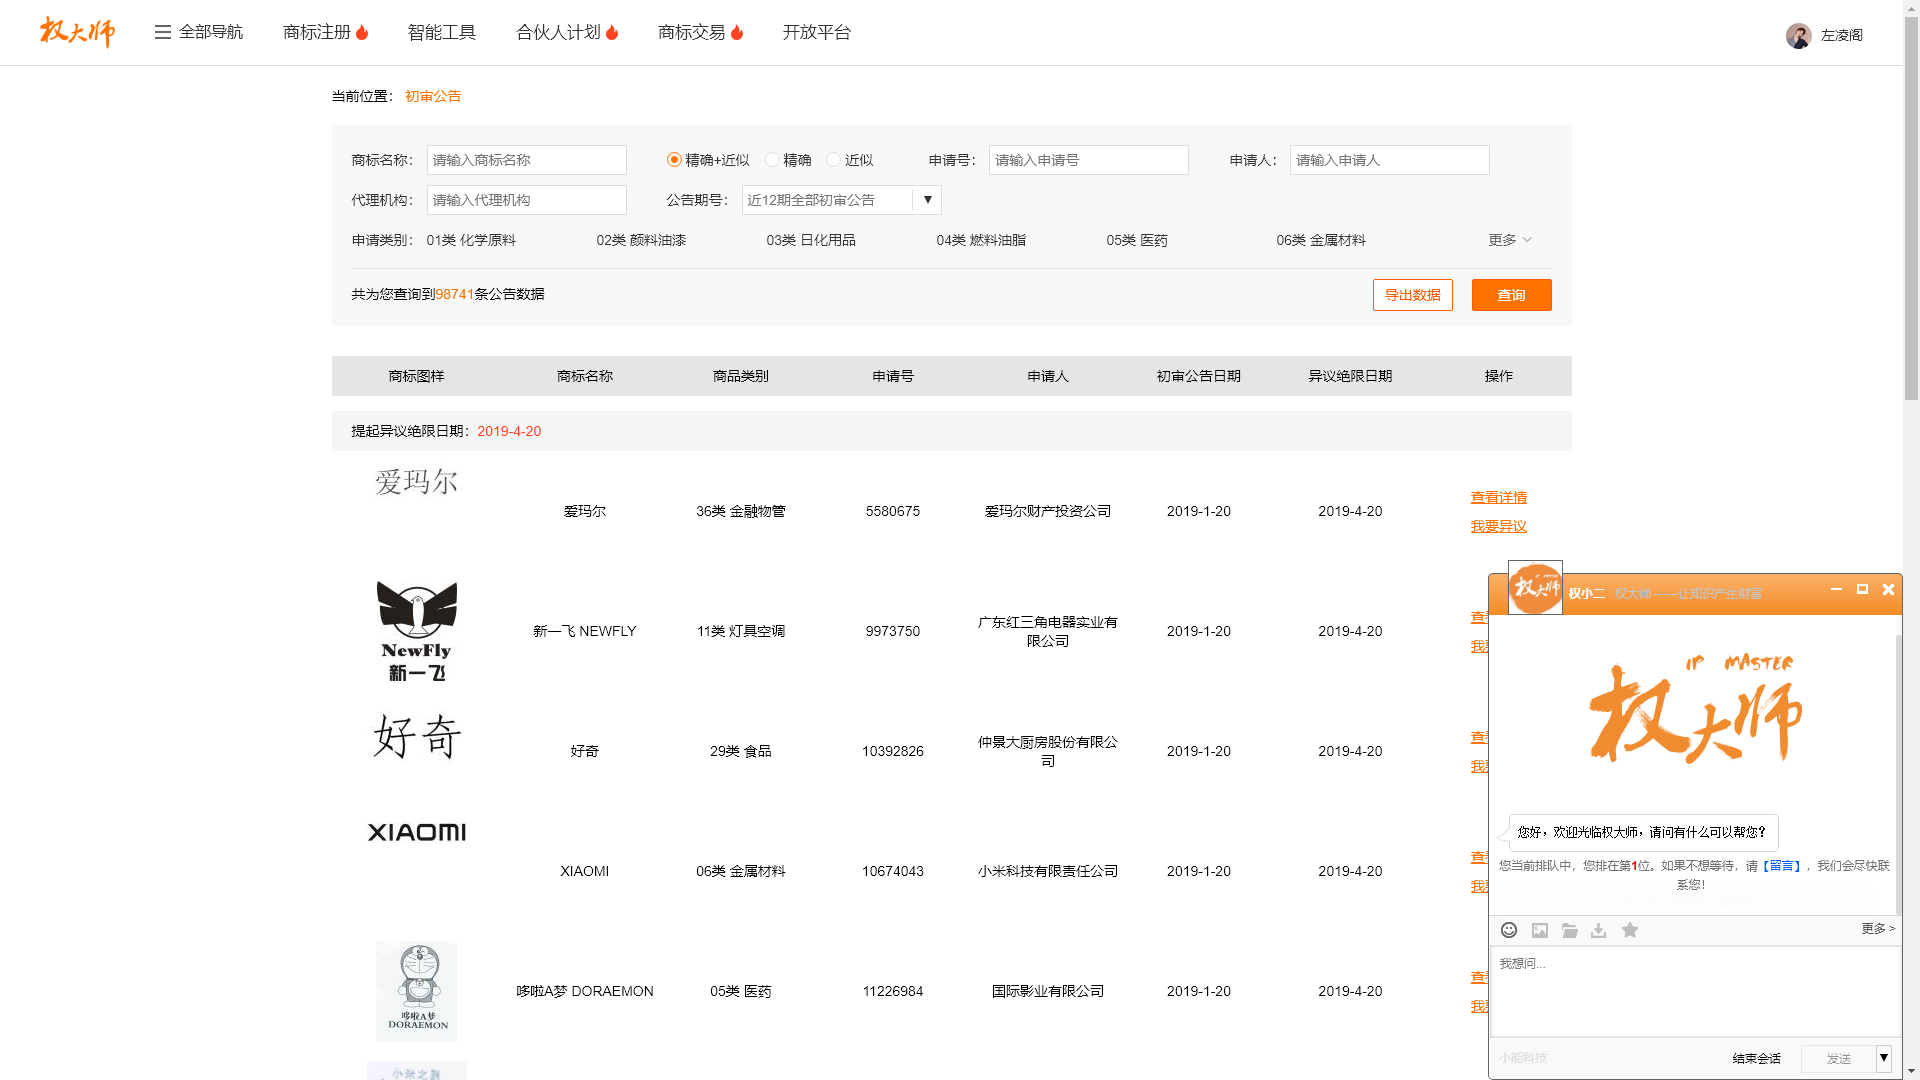 权大师 全部导航 商标注册 智能工具 合伙人计划 商标交易 开放平台 左凌阁
当前位置： 初审公告
商标名称： 请输入商标名称 精确+近似 精确 近似 申请号： 请输入申请号 申请人： 请输入申请人
代理机构： 请输入代理机构 公告期号： 近12期全部初审公告 ▼
申请类别： 01类 化学原料 02类 颜料油漆 03类 日化用品 04类 燃料油脂 05类 医药 06类 金属材料 更多
共为您查询到98741条公告数据 导出数据 查询
商标图样 商标名称 商品类别 申请号 申请人 初审公告日期 异议绝限日期 操作
提起异议绝限日期：2019-4-20
爱玛尔
爱玛尔 36类 金融物管 5580675 爱玛尔财产投资公司 2019-1-20 2019-4-20 查看详情
我要异议
NewFly
新一飞
新一飞 NEWFLY 11类 灯具空调 9973750 广东红三角电器实业有
限公司 2019-1-20 2019-4-20 查
我
好奇
好奇 29类 食品 10392826 仲景大厨房股份有限公
司 2019-1-20 2019-4-20 查
我
XIAOMI
XIAOMI 06类 金属材料 10674043 小米科技有限责任公司 2019-1-20 2019-4-20 查
我
哆啦A梦
DORAEMON
哆啦A梦 DORAEMON 05类 医药 11226984 国际影业有限公司 2019-1-20 2019-4-20 查
我
小米之家
权大师 权小二 权大师 ——让知识产生财富
IP MASTER
权大师
您好，欢迎光临权大师，请问有什么可以帮您？
您当前排队中，您排在第1位。如果不想等待，请【留言】，我们会尽快联
系您！
更多 >
我想问...
小能科技 结束会话 发送 ▼